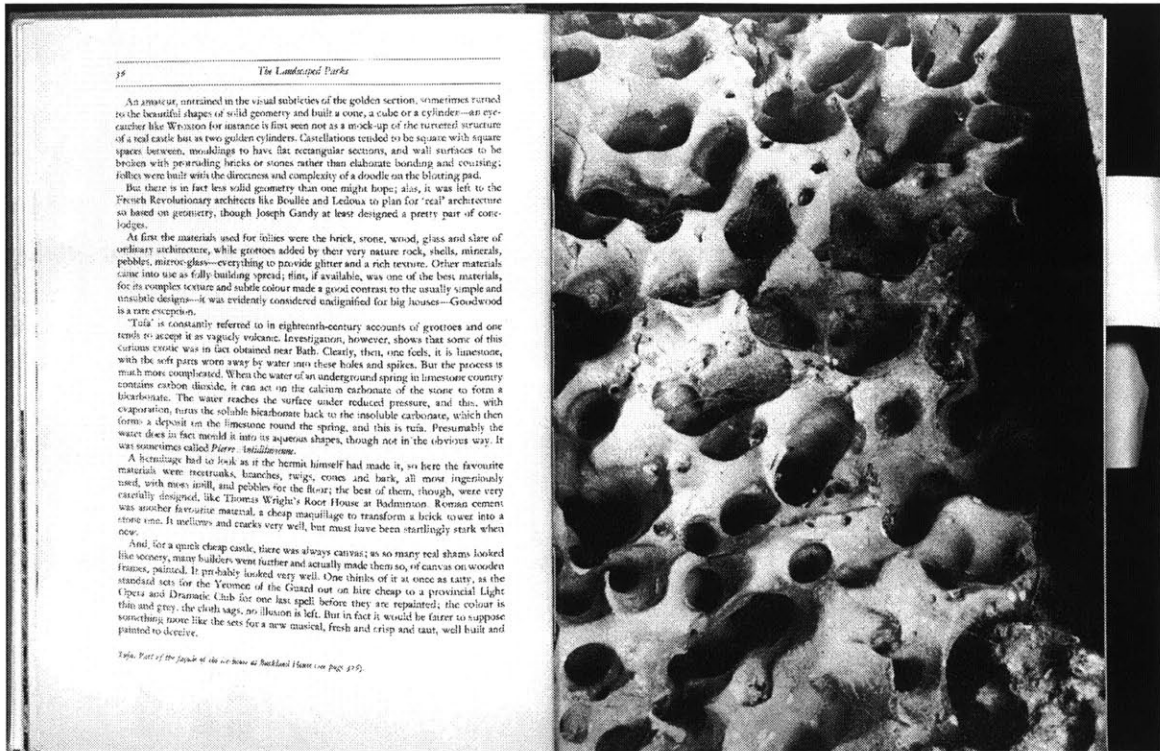 36
The Landscaped Parks
An amateur, untrained in the visual subtleties of the golden section, sometimes turned
to the beautiful shapes of solid geometry and built a cone, a cube or a cylinder—an eye-
catcher like Wroxton for instance is first seen not as a mock-up of the turreted structure
of a real castle but as two golden cylinders. Castellations tended to be square with square
spaces between, mouldings to have flat rectangular sections, and wall surfaces to be
broken with protruding bricks or stones rather than elaborate bonding and coursing;
follies were built with the directness and complexity of a doodle on the blotting pad.
But there is in fact less solid geometry than one might hope; alas, it was left to the
French Revolutionary architects like Boullée and Ledoux to plan for ‘real’ architecture
so based on geometry, though Joseph Gandy at least designed a pretty pair of cone-
lodges.
At first the materials used for follies were the brick, stone, wood, glass and slate of
ordinary architecture, while grottoes added by their very nature rock, shells, minerals,
pebbles, mirror-glass—everything to provide glitter and a rich texture. Other materials
came into use as folly-building spread; flint, if available, was one of the best materials,
for its complex texture and subtle colour made a good contrast to the usually simple and
unsubtle designs—it was evidently considered undignified for big houses—Goodwood
is a rare exception.
‘Tufa’ is constantly referred to in eighteenth-century accounts of grottoes and one
tends to accept it as vaguely volcanic. Investigation, however, shows that some of this
curious exotic was in fact obtained near Bath. Clearly, then, one feels, it is limestone,
with the soft parts worn away by water into these holes and spikes. But the process is
much more complicated. When the water of an underground spring in limestone country
contains carbon dioxide, it can act on the calcium carbonate of the stone to form a
bicarbonate. The water reaches the surface under reduced pressure, and this, with
evaporation, turns the soluble bicarbonate back to the insoluble carbonate, which then
forms a deposit on the limestone round the spring, and this is tufa. Presumably the
water does in fact mould it into its aqueous shapes, though not in the obvious way. It
was sometimes called Pierre Antidiluvienne.
A hermitage had to look as if the hermit himself had made it, so here the favourite
materials were treetrunks, branches, twigs, cones and bark, all most ingeniously
used, with moss infill, and pebbles for the floor; the best of them, though, were very
carefully designed, like Thomas Wright's Root House at Badminton. Roman cement
was another favourite material, a cheap maquillage to transform a brick tower into a
stone one. It mellows and cracks very well, but must have been startlingly stark when
new.
And, for a quick cheap castle, there was always canvas; as so many real shams looked
like scenery, many builders went further and actually made them so, of canvas on wooden
frames, painted. It probably looked very well. One thinks of it at once as tatty, as the
standard sets for the Yeomen of the Guard out on hire cheap to a provincial Light
Opera and Dramatic Club for one last spell before they are repainted; the colour is
thin and grey, the cloth sags, no illusion is left. But in fact it would be fairer to suppose
something more like the sets for a new musical, fresh and crisp and taut, well built and
painted to deceive.
Tufa. Part of the façade of the ice-house at Buckland House (see page 326).